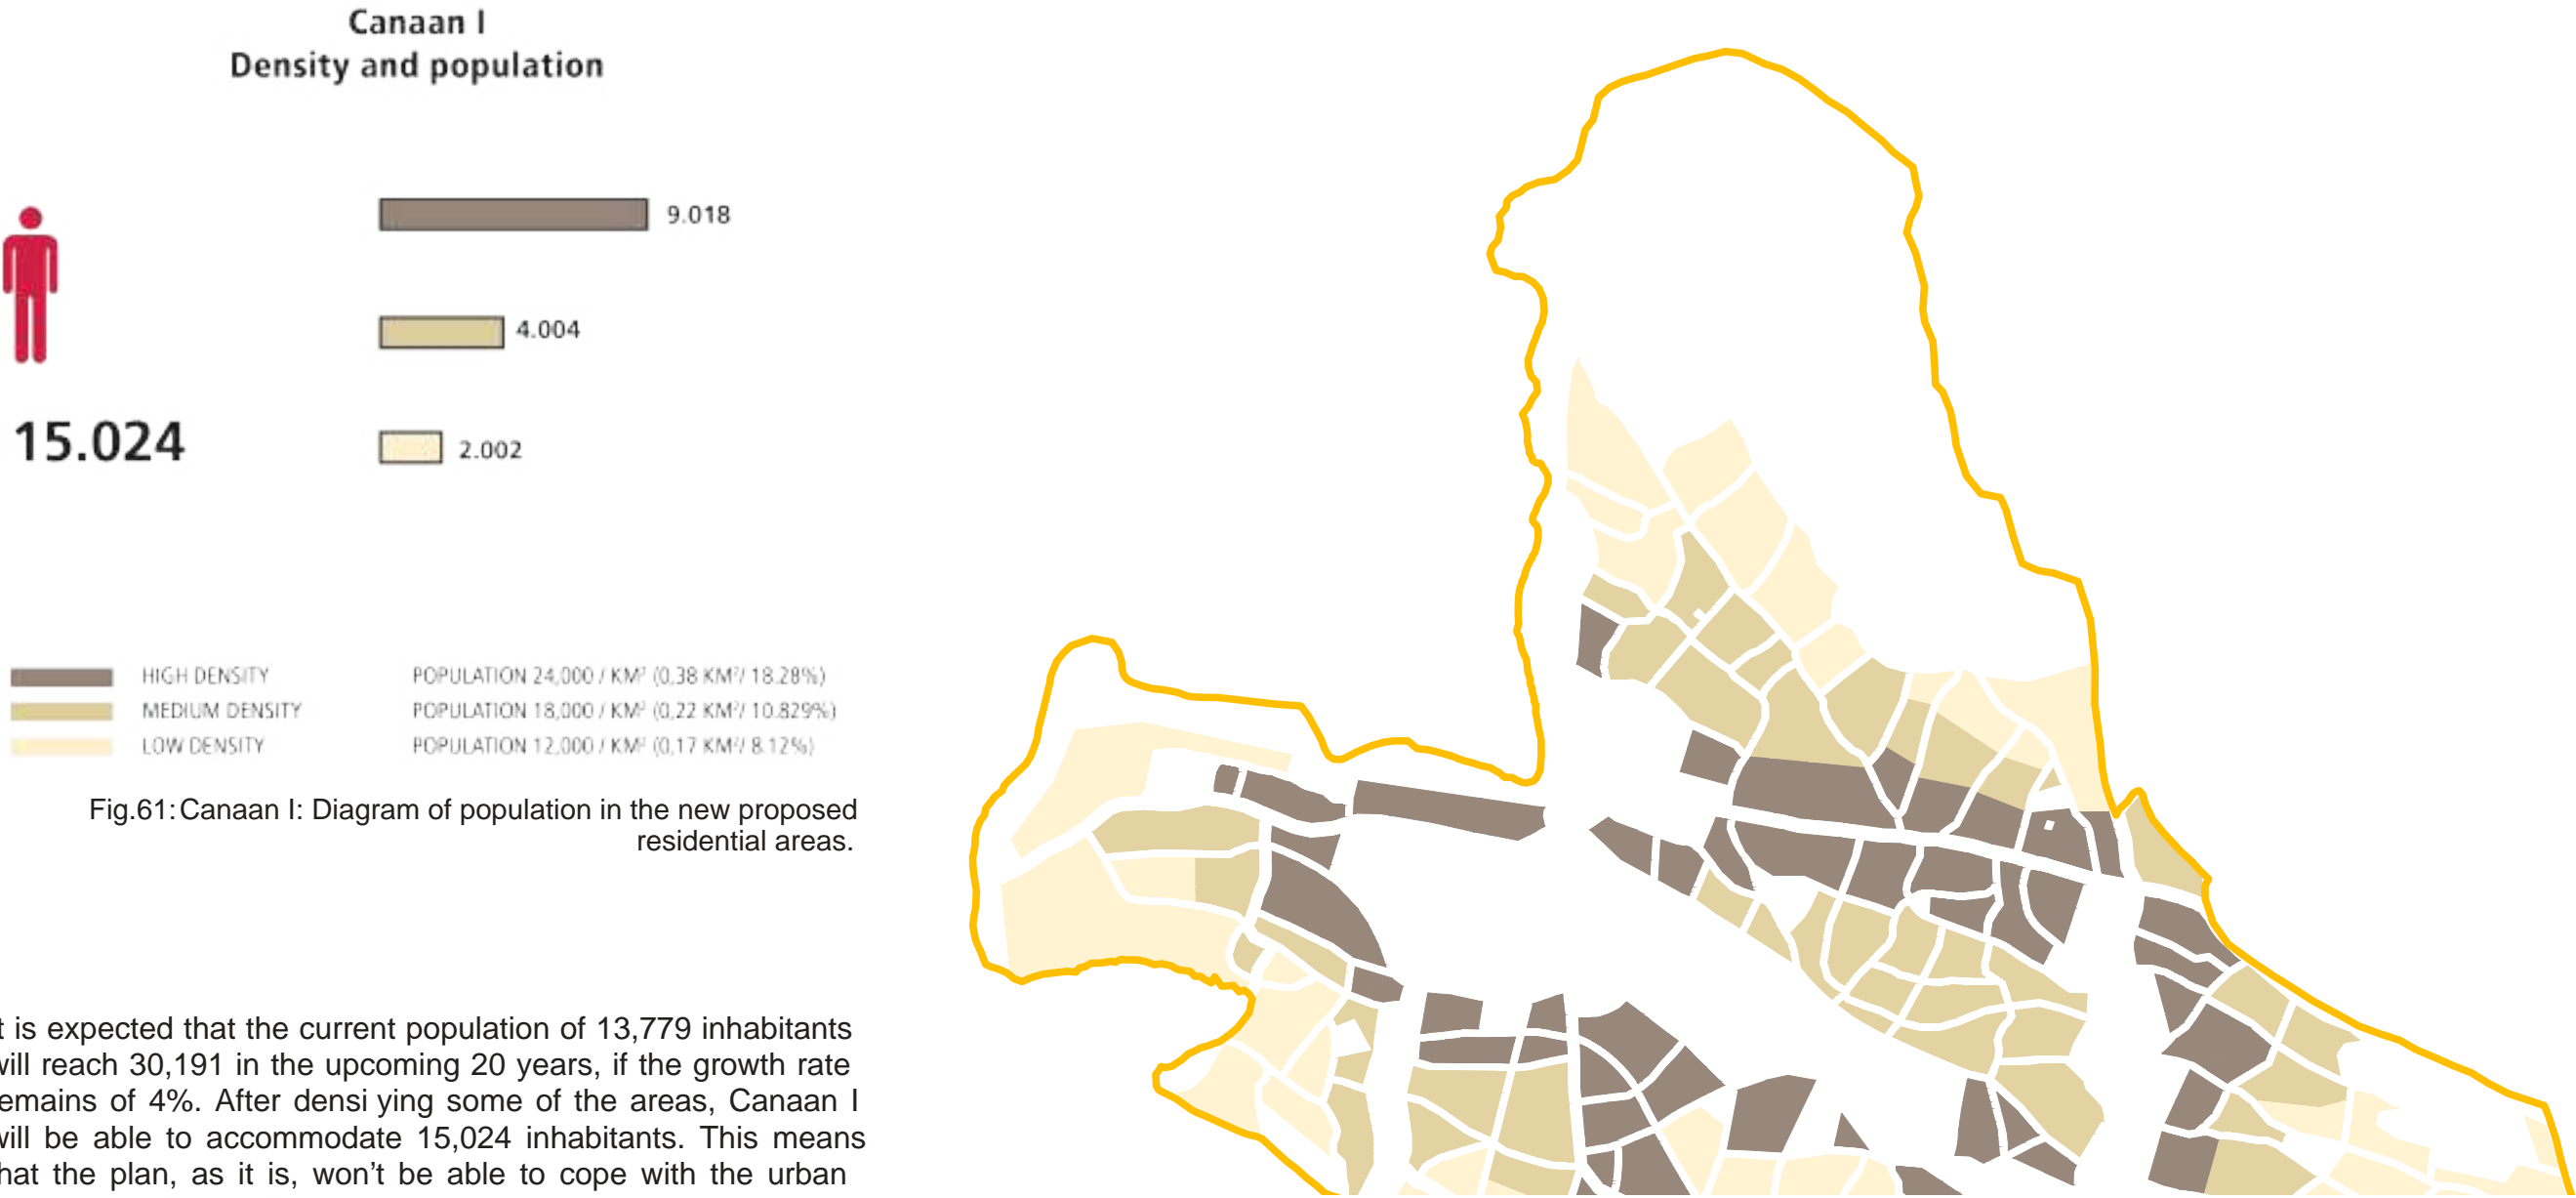 Canaan I
Density and population
9.018
4.004
15.024
2.002
HIGH DENSITY POPULATION 24,000 / KM² (0,38 KM²/ 18.28%)
MEDIUM DENSITY POPULATION 18,000 / KM² (0,22 KM²/ 10.829%)
LOW DENSITY POPULATION 12,000 / KM² (0,17 KM²/ 8.12%)
Fig.61: Canaan I: Diagram of population in the new proposed
residential areas.
t is expected that the current population of 13,779 inhabitants
will reach 30,191 in the upcoming 20 years, if the growth rate
emains of 4%. After densi ying some of the areas, Canaan I
will be able to accommodate 15,024 inhabitants. This means
hat the plan, as it is, won't be able to cope with the urban